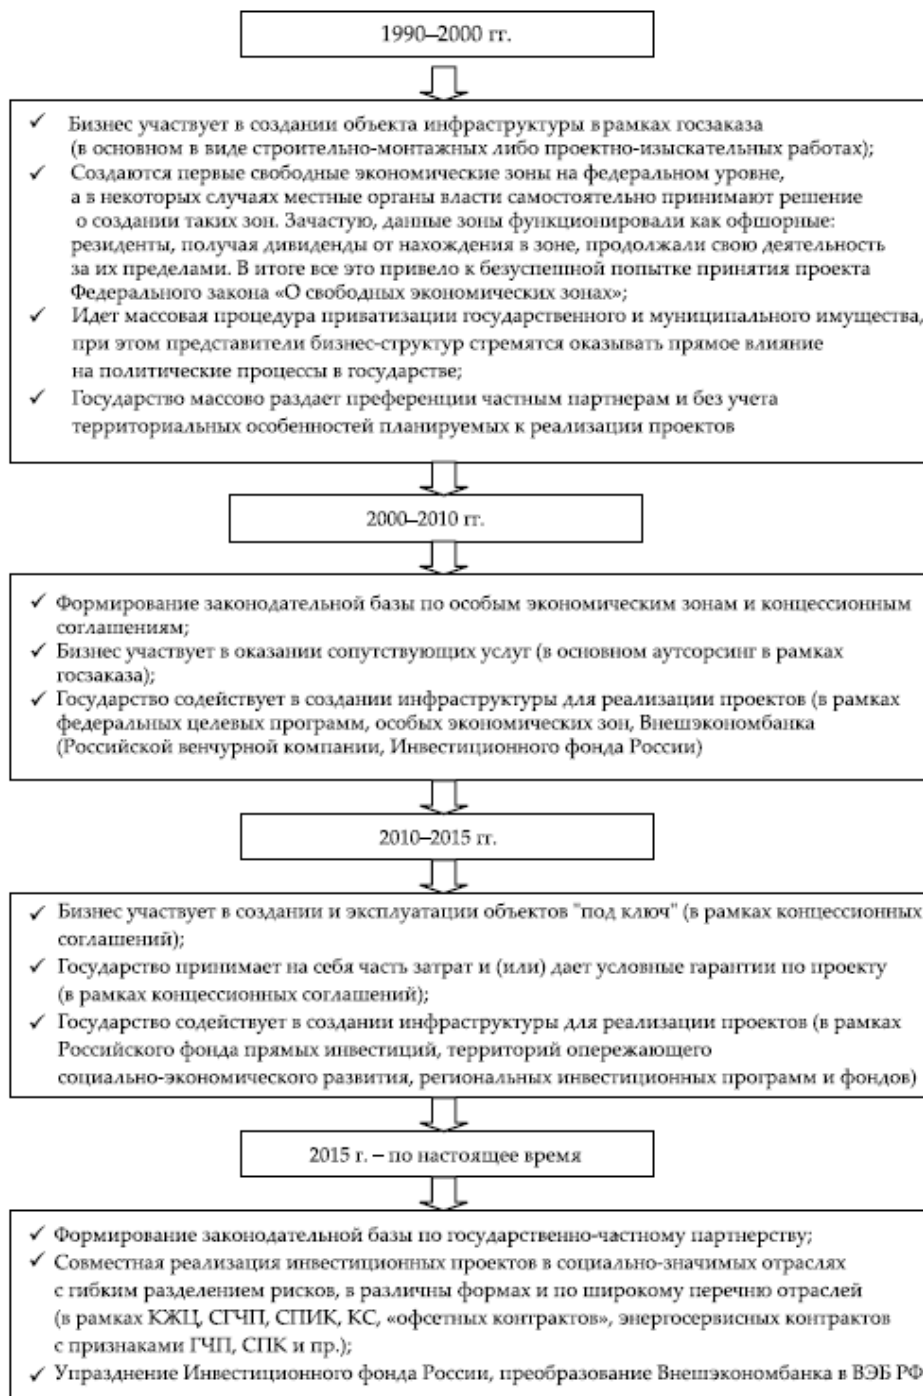 1990–2000 гг.
✓ Бизнес участвует в создании объекта инфраструктуры в рамках госзаказа
(в основном в виде строительно-монтажных либо проектно-изыскательных работах);
✓ Создаются первые свободные экономические зоны на федеральном уровне,
а в некоторых случаях местные органы власти самостоятельно принимают решение
о создании таких зон. Зачастую, данные зоны функционировали как офшорные:
резиденты, получая дивиденды от нахождения в зоне, продолжали свою деятельность
за их пределами. В итоге все это привело к безуспешной попытке принятия проекта
Федерального закона «О свободных экономических зонах»;
✓ Идет массовая процедура приватизации государственного и муниципального имущества,
при этом представители бизнес-структур стремятся оказывать прямое влияние
на политические процессы в государстве;
✓ Государство массово раздает преференции частным партнерам и без учета
территориальных особенностей планируемых к реализации проектов
2000–2010 гг.
✓ Формирование законодательной базы по особым экономическим зонам и концессионным
соглашениям;
✓ Бизнес участвует в оказании сопутствующих услуг (в основном аутсорсинг в рамках
госзаказа);
✓ Государство содействует в создании инфраструктуры для реализации проектов (в рамках
федеральных целевых программ, особых экономических зон, Внешэкономбанка
(Российской венчурной компании, Инвестиционного фонда России)
2010–2015 гг.
✓ Бизнес участвует в создании и эксплуатации объектов "под ключ" (в рамках концессионных
соглашений);
✓ Государство принимает на себя часть затрат и (или) дает условные гарантии по проекту
(в рамках концессионных соглашений);
✓ Государство содействует в создании инфраструктуры для реализации проектов (в рамках
Российского фонда прямых инвестиций, территорий опережающего
социально-экономического развития, региональных инвестиционных программ и фондов)
2015 г. – по настоящее время
✓ Формирование законодательной базы по государственно-частному партнерству;
✓ Совместная реализация инвестиционных проектов в социально-значимых отраслях
с гибким разделением рисков, в различны формах и по широкому перечню отраслей
(в рамках КЖЦ, СГЧП, СПИК, КС, «офсетных контрактов», энергосервисных контрактов
с признаками ГЧП, СПК и пр.);
✓ Упразднение Инвестиционного фонда России, преобразование Внешэкономбанка в ВЭБ РФ